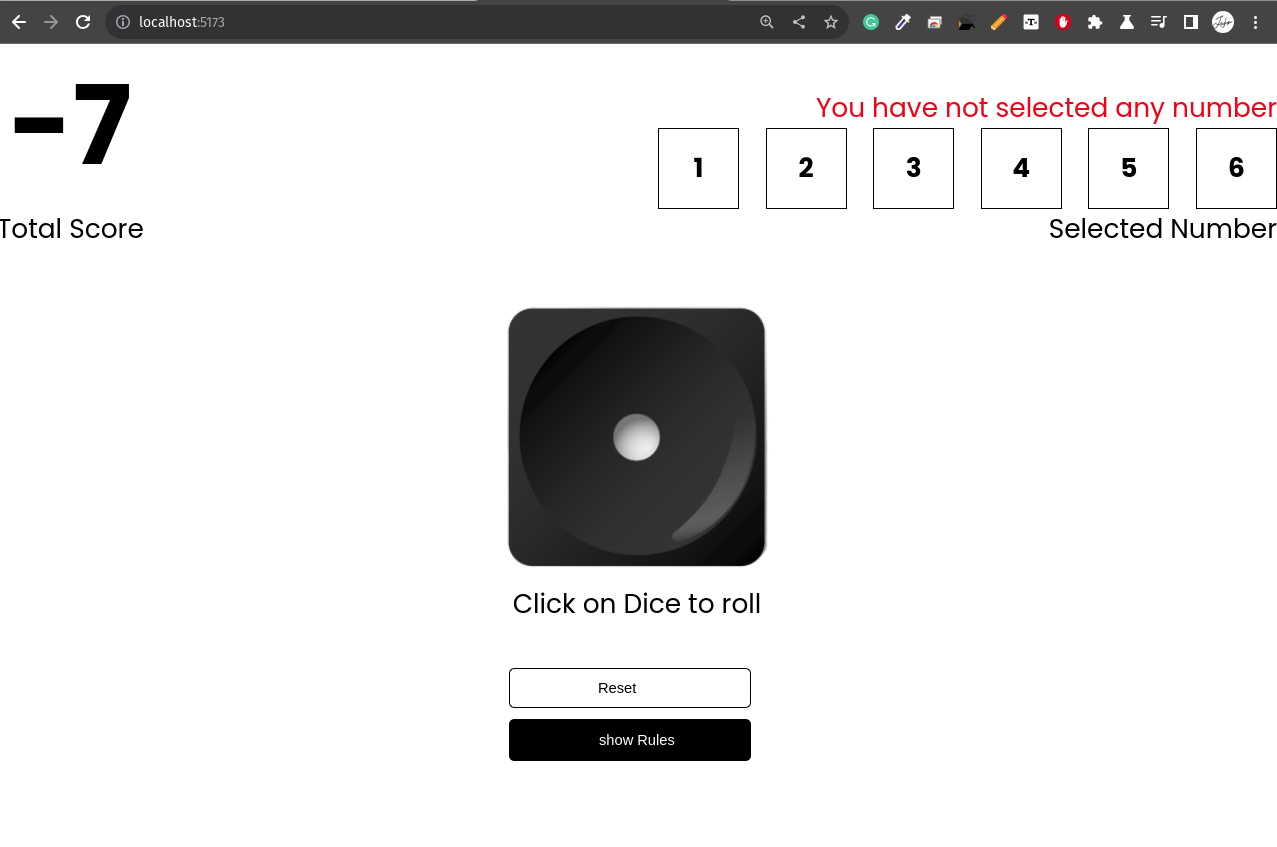 localhost:5173
-7
You have not selected any number
1 2 3 4 5 6
Total Score
Selected Number
Click on Dice to roll
Reset
show Rules